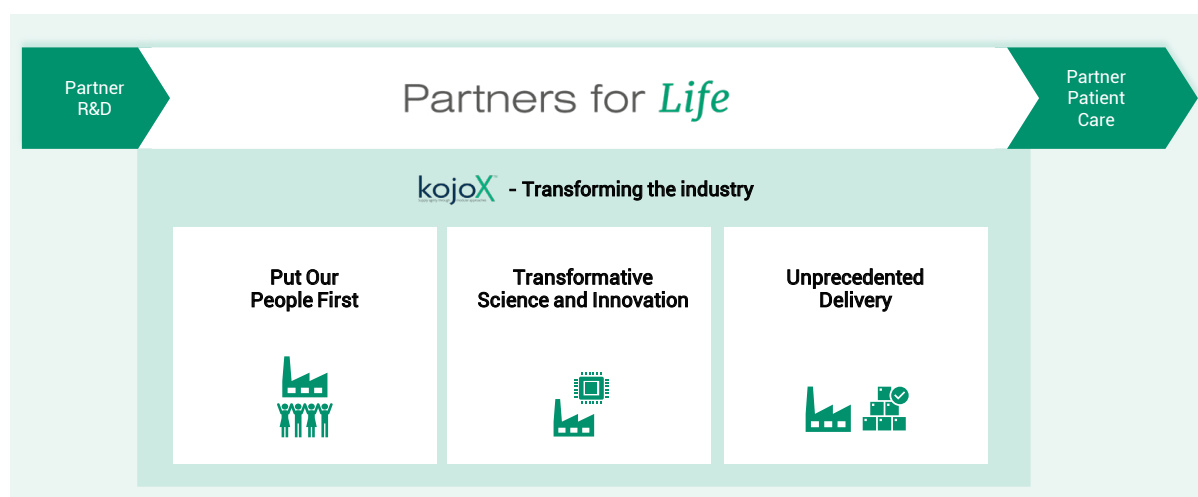 Partner
R&D
Partners for Life
Partner
Patient
Care
kojoX - Transforming the industry
Put Our
People First
Transformative
Science and Innovation
Unprecedented
Delivery